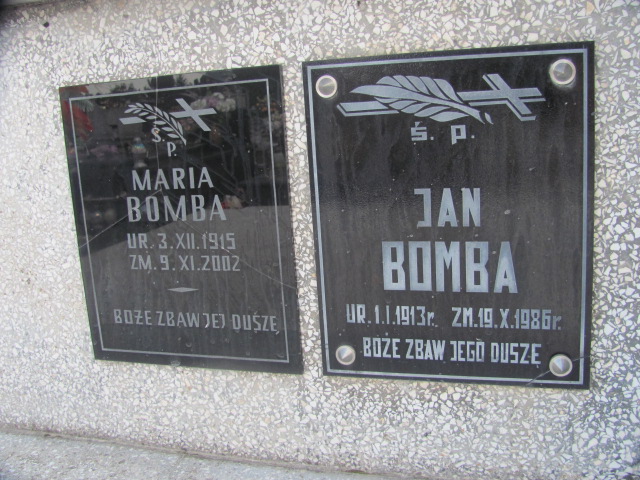 Ś.
P.
MARIA
BOMBA
UR. 3. XII. 1915
ZM. 9. XI. 2002
BOŻE ZBAW JEJ DUSZĘ
Ś. P.
JAN
BOMBA
UR. 1. I. 1913r. ZM. 19. X. 1986r.
BOŻE ZBAW JEGO DUSZĘ